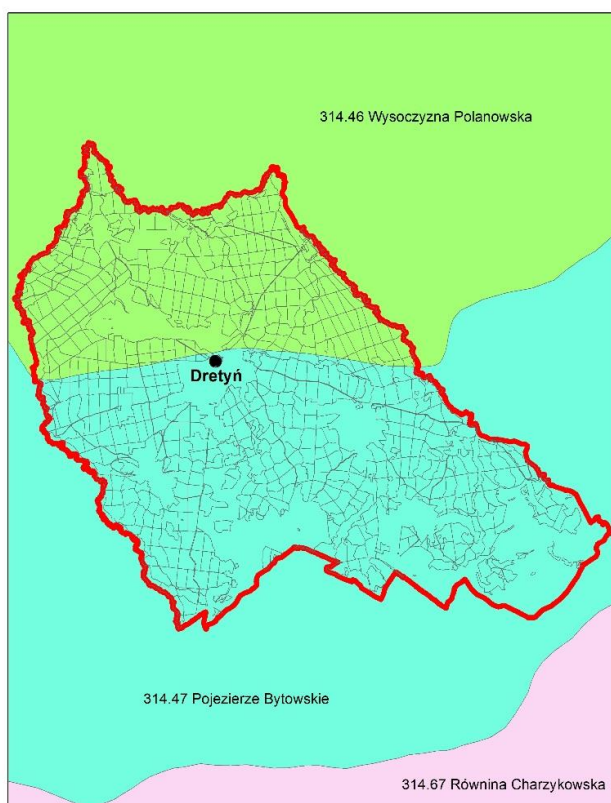 314.46 Wysoczyzna Polanowska
Dretyń
314.47 Pojezierze Bytowskie
314.67 Równina Charzykowska